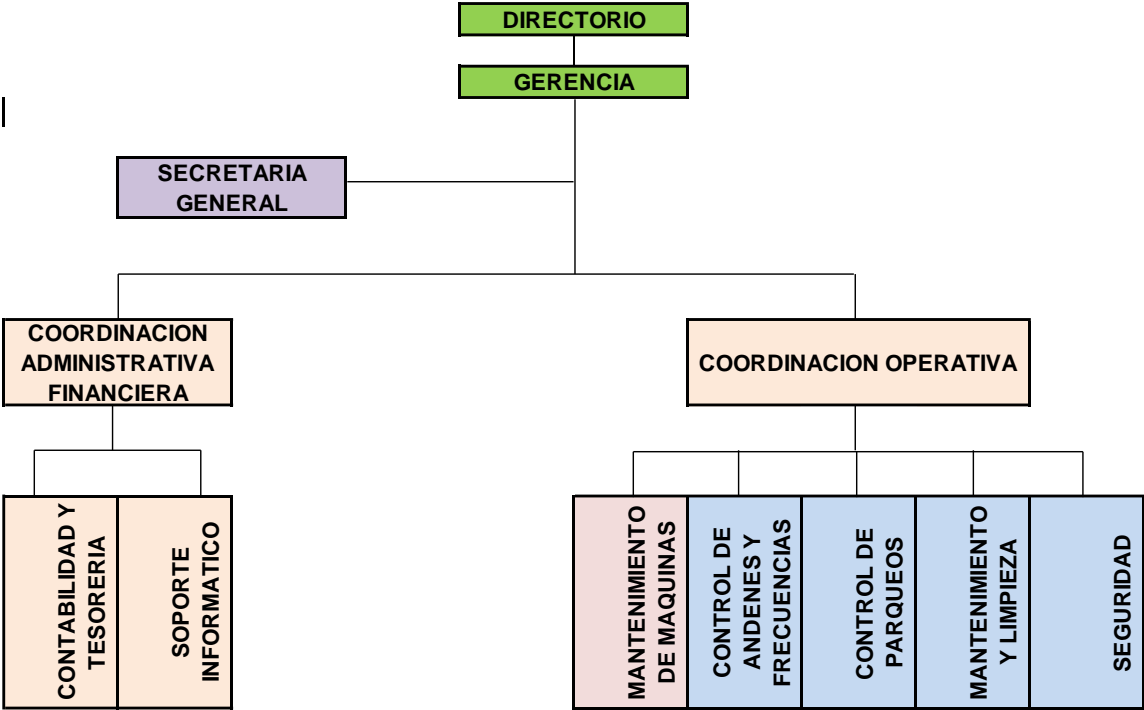 DIRECTORIO
GERENCIA
SECRETARIA
GENERAL
COORDINACION
ADMINISTRATIVA
FINANCIERA
COORDINACION OPERATIVA
CONTABILIDAD Y
TESORERIA
SOPORTE
INFORMATICO
MANTENIMIENTO
DE MAQUINAS
CONTROL DE
ANDENES Y
FRECUENCIAS
CONTROL DE
PARQUEOS
MANTENIMIENTO
Y LIMPIEZA
SEGURIDAD